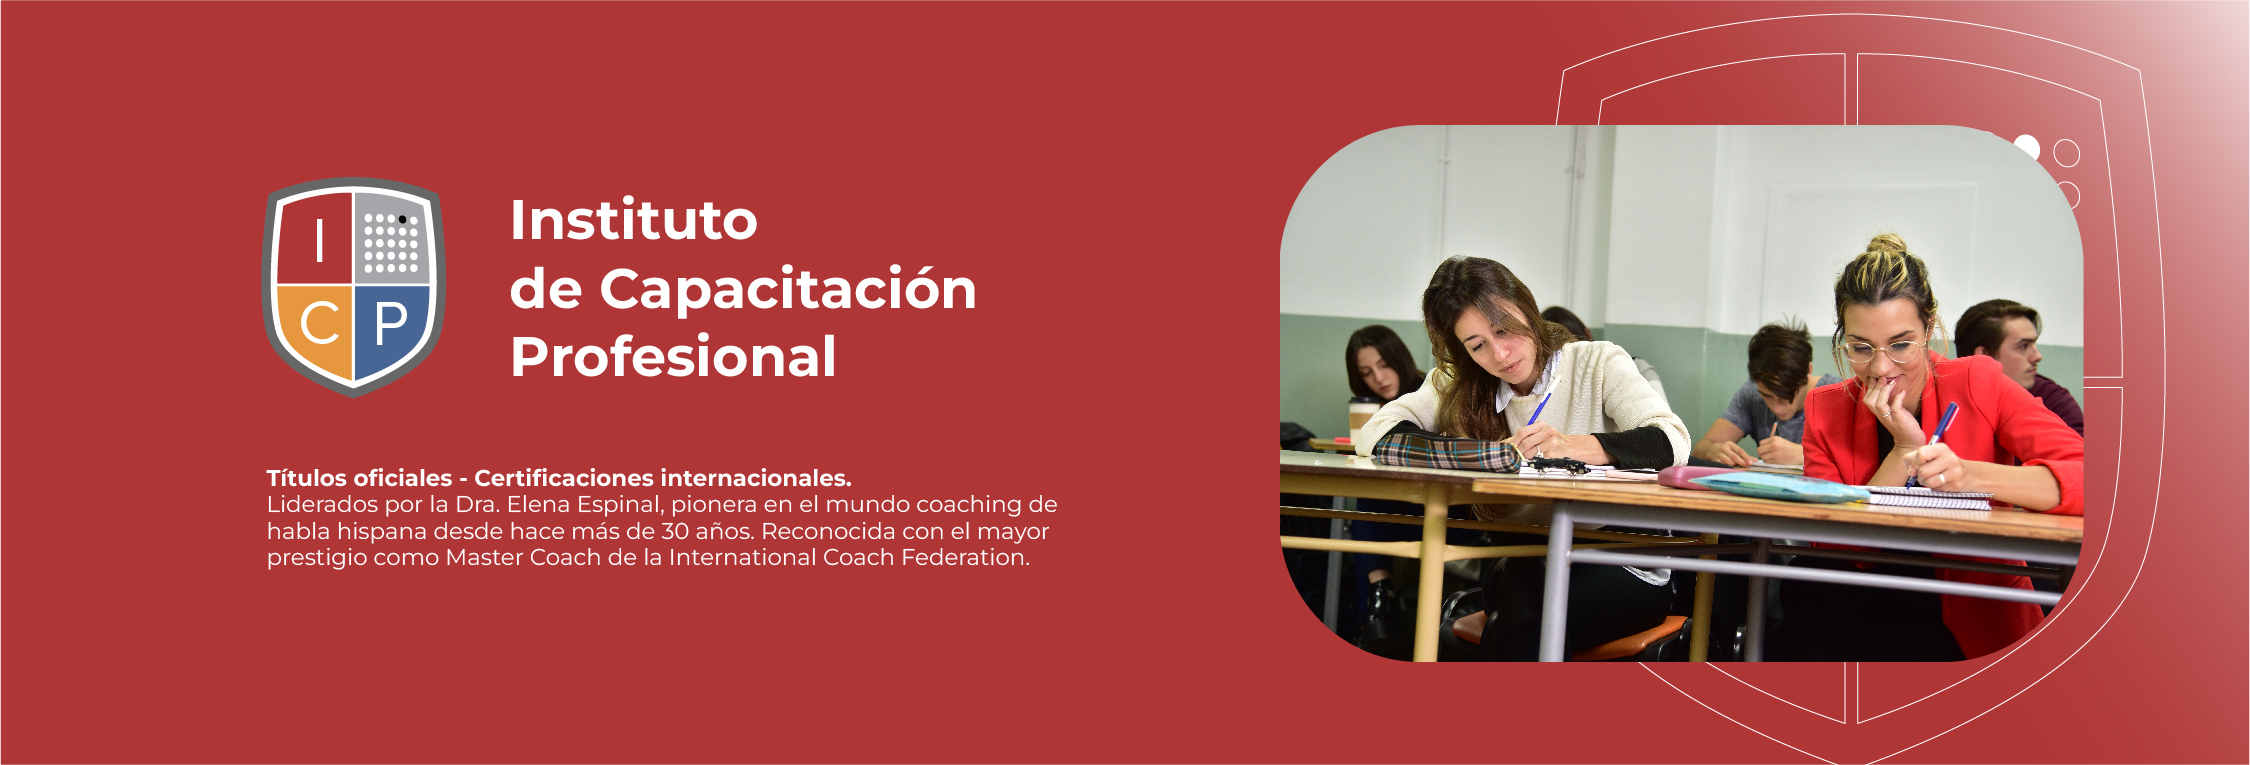 I
C P
Instituto
de Capacitación
Profesional
Títulos oficiales - Certificaciones internacionales.
Liderados por la Dra. Elena Espinal, pionera en el mundo coaching de
habla hispana desde hace más de 30 años. Reconocida con el mayor
prestigio como Master Coach de la International Coach Federation.